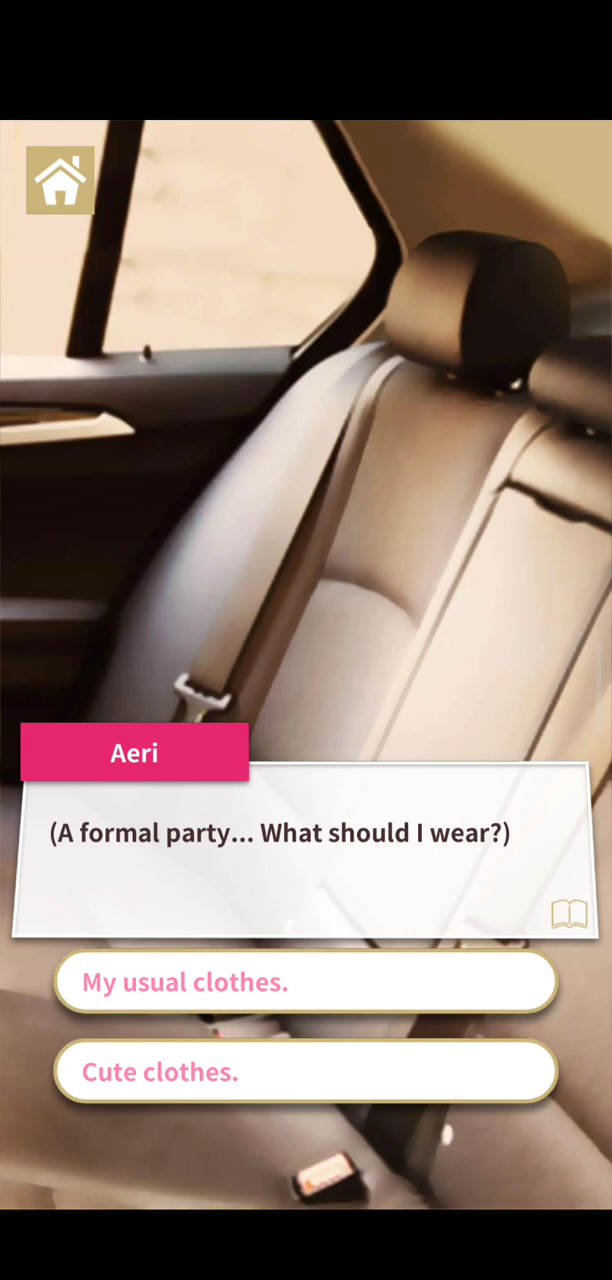 Aeri
(A formal party... What should I wear?)
My usual clothes.
Cute clothes.